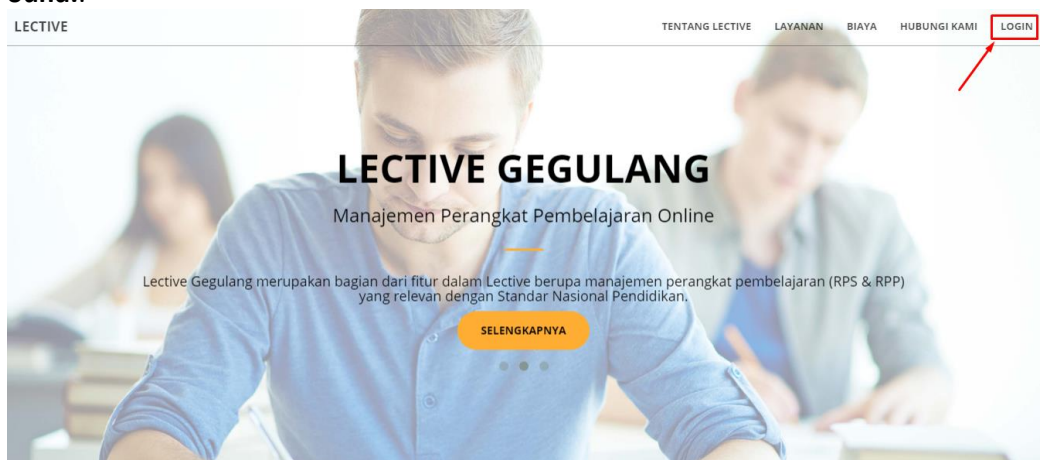 LECTIVE
TENTANG LECTIVE
LAYANAN
BIAYA
HUBUNGI KAMI
LOGIN
LECTIVE GEGULANG
Manajemen Perangkat Pembelajaran Online
Lective Gegulang merupakan bagian dari fitur dalam Lective berupa manajemen perangkat pembelajaran (RPS & RPP)
yang relevan dengan Standar Nasional Pendidikan.
SELENGKAPNYA